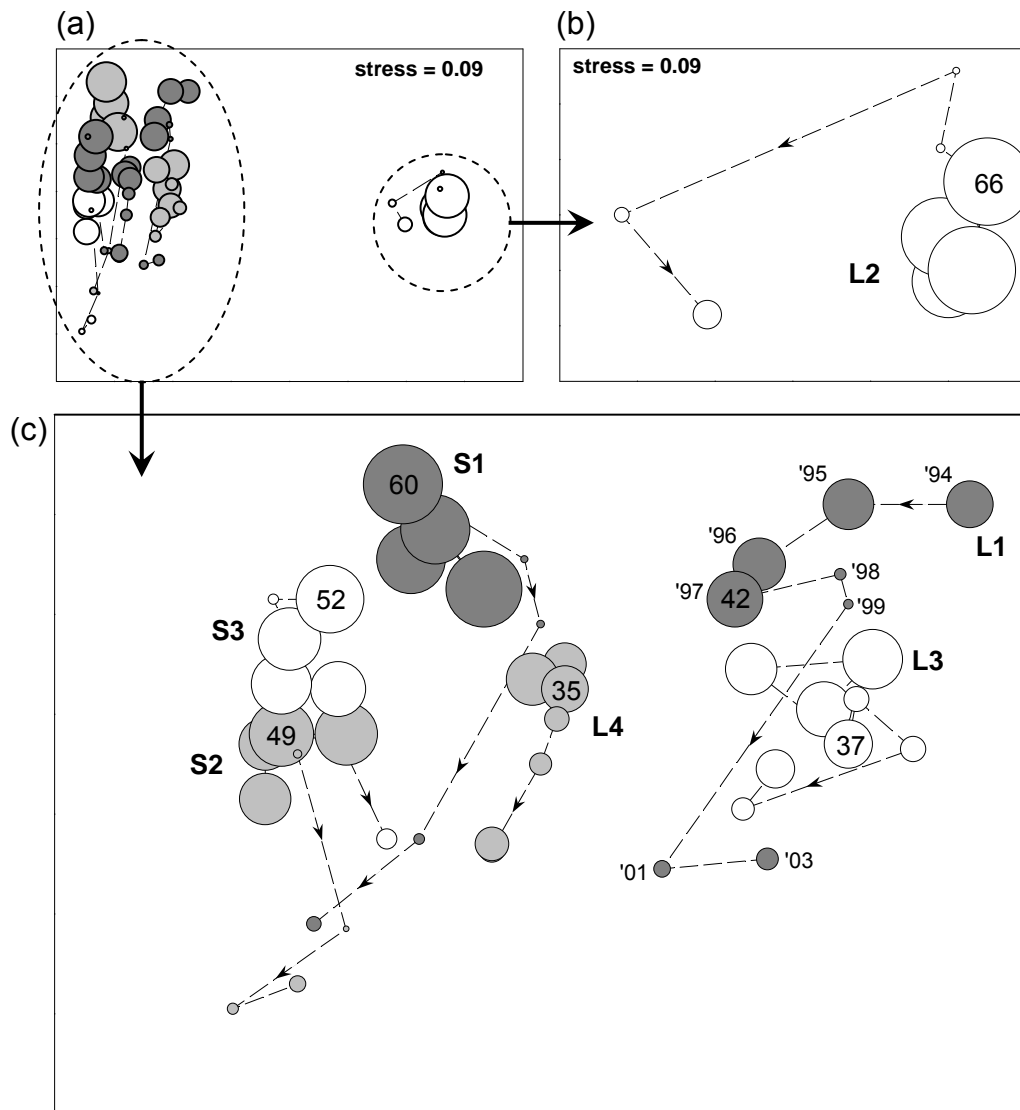 (a)
(b)
stress = 0.09
stress = 0.09
66
L2
(c)
S1
60
'95
'94
L1
'96
'97
42
'98
'99
52
S3
L3
35
L4
49
37
S2
'01
'03